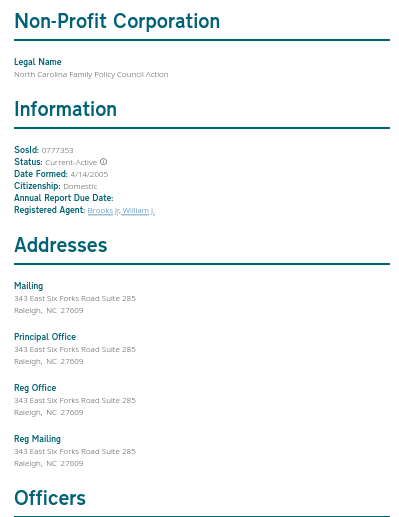 Non-Profit Corporation
Legal Name
North Carolina Family Policy Council Action
Information
SosId: 0777353
Status: Current-Active
Date Formed: 4/14/2005
Citizenship: Domestic
Annual Report Due Date:
Registered Agent: Brooks Jr, William J.
Addresses
Mailing
343 East Six Forks Road Suite 285
Raleigh, NC 27609
Principal Office
343 East Six Forks Road Suite 285
Raleigh, NC 27609
Reg Office
343 East Six Forks Road Suite 285
Raleigh, NC 27609
Reg Mailing
343 East Six Forks Road Suite 285
Raleigh, NC 27609
Officers